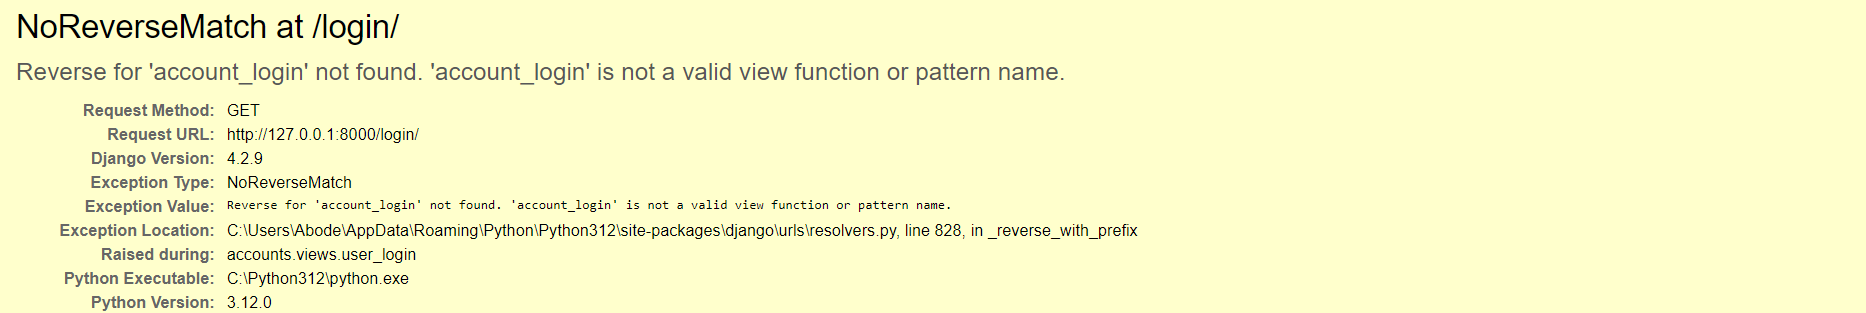 NoReverseMatch at /login/
Reverse for 'account_login' not found. 'account_login' is not a valid view function or pattern name.
Request Method: GET
Request URL: http://127.0.0.1:8000/login/
Django Version: 4.2.9
Exception Type: NoReverseMatch
Exception Value: Reverse for 'account_login' not found. 'account_login' is not a valid view function or pattern name.
Exception Location: C:\Users\Abode\AppData\Roaming\Python\Python312\site-packages\django\urls\resolvers.py, line 828, in _reverse_with_prefix
Raised during: accounts.views.user_login
Python Executable: C:\Python312\python.exe
Python Version: 3.12.0